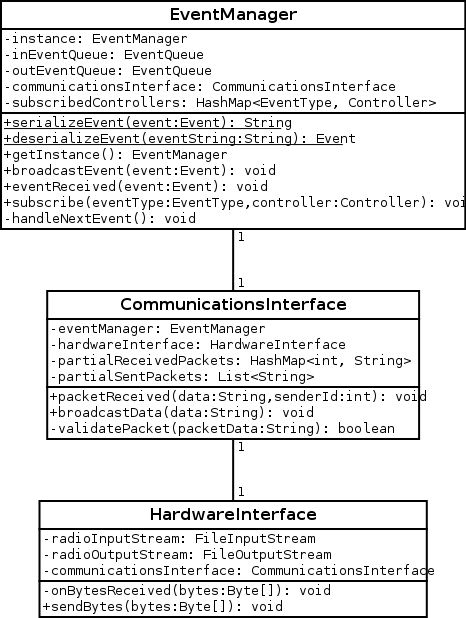 EventManager
-instance: EventManager
-inEventQueue: EventQueue
-outEventQueue: EventQueue
-communicationsInterface: CommunicationsInterface
-subscribedControllers: HashMap<EventType, Controller>
+serializeEvent(event:Event): String
+deserializeEvent(eventString:String): Event
+getInstance(): EventManager
+broadcastEvent(event:Event): void
+eventReceived(event:Event): void
+subscribe(eventType:EventType,controller:Controller): voi
-handleNextEvent(): void
1
1
CommunicationsInterface
-eventManager: EventManager
-hardwareInterface: HardwareInterface
-partialReceivedPackets: HashMap<int, String>
-partialSentPackets: List<String>
+packetReceived(data:String,senderId:int): void
+broadcastData(data:String): void
-validatePacket(packetData:String): boolean
1
1
HardwareInterface
-radioInputStream: FileInputStream
-radioOutputStream: FileOutputStream
-communicationsInterface: CommunicationsInterface
-onBytesReceived(bytes:Byte[]): void
+sendBytes(bytes:Byte[]): void